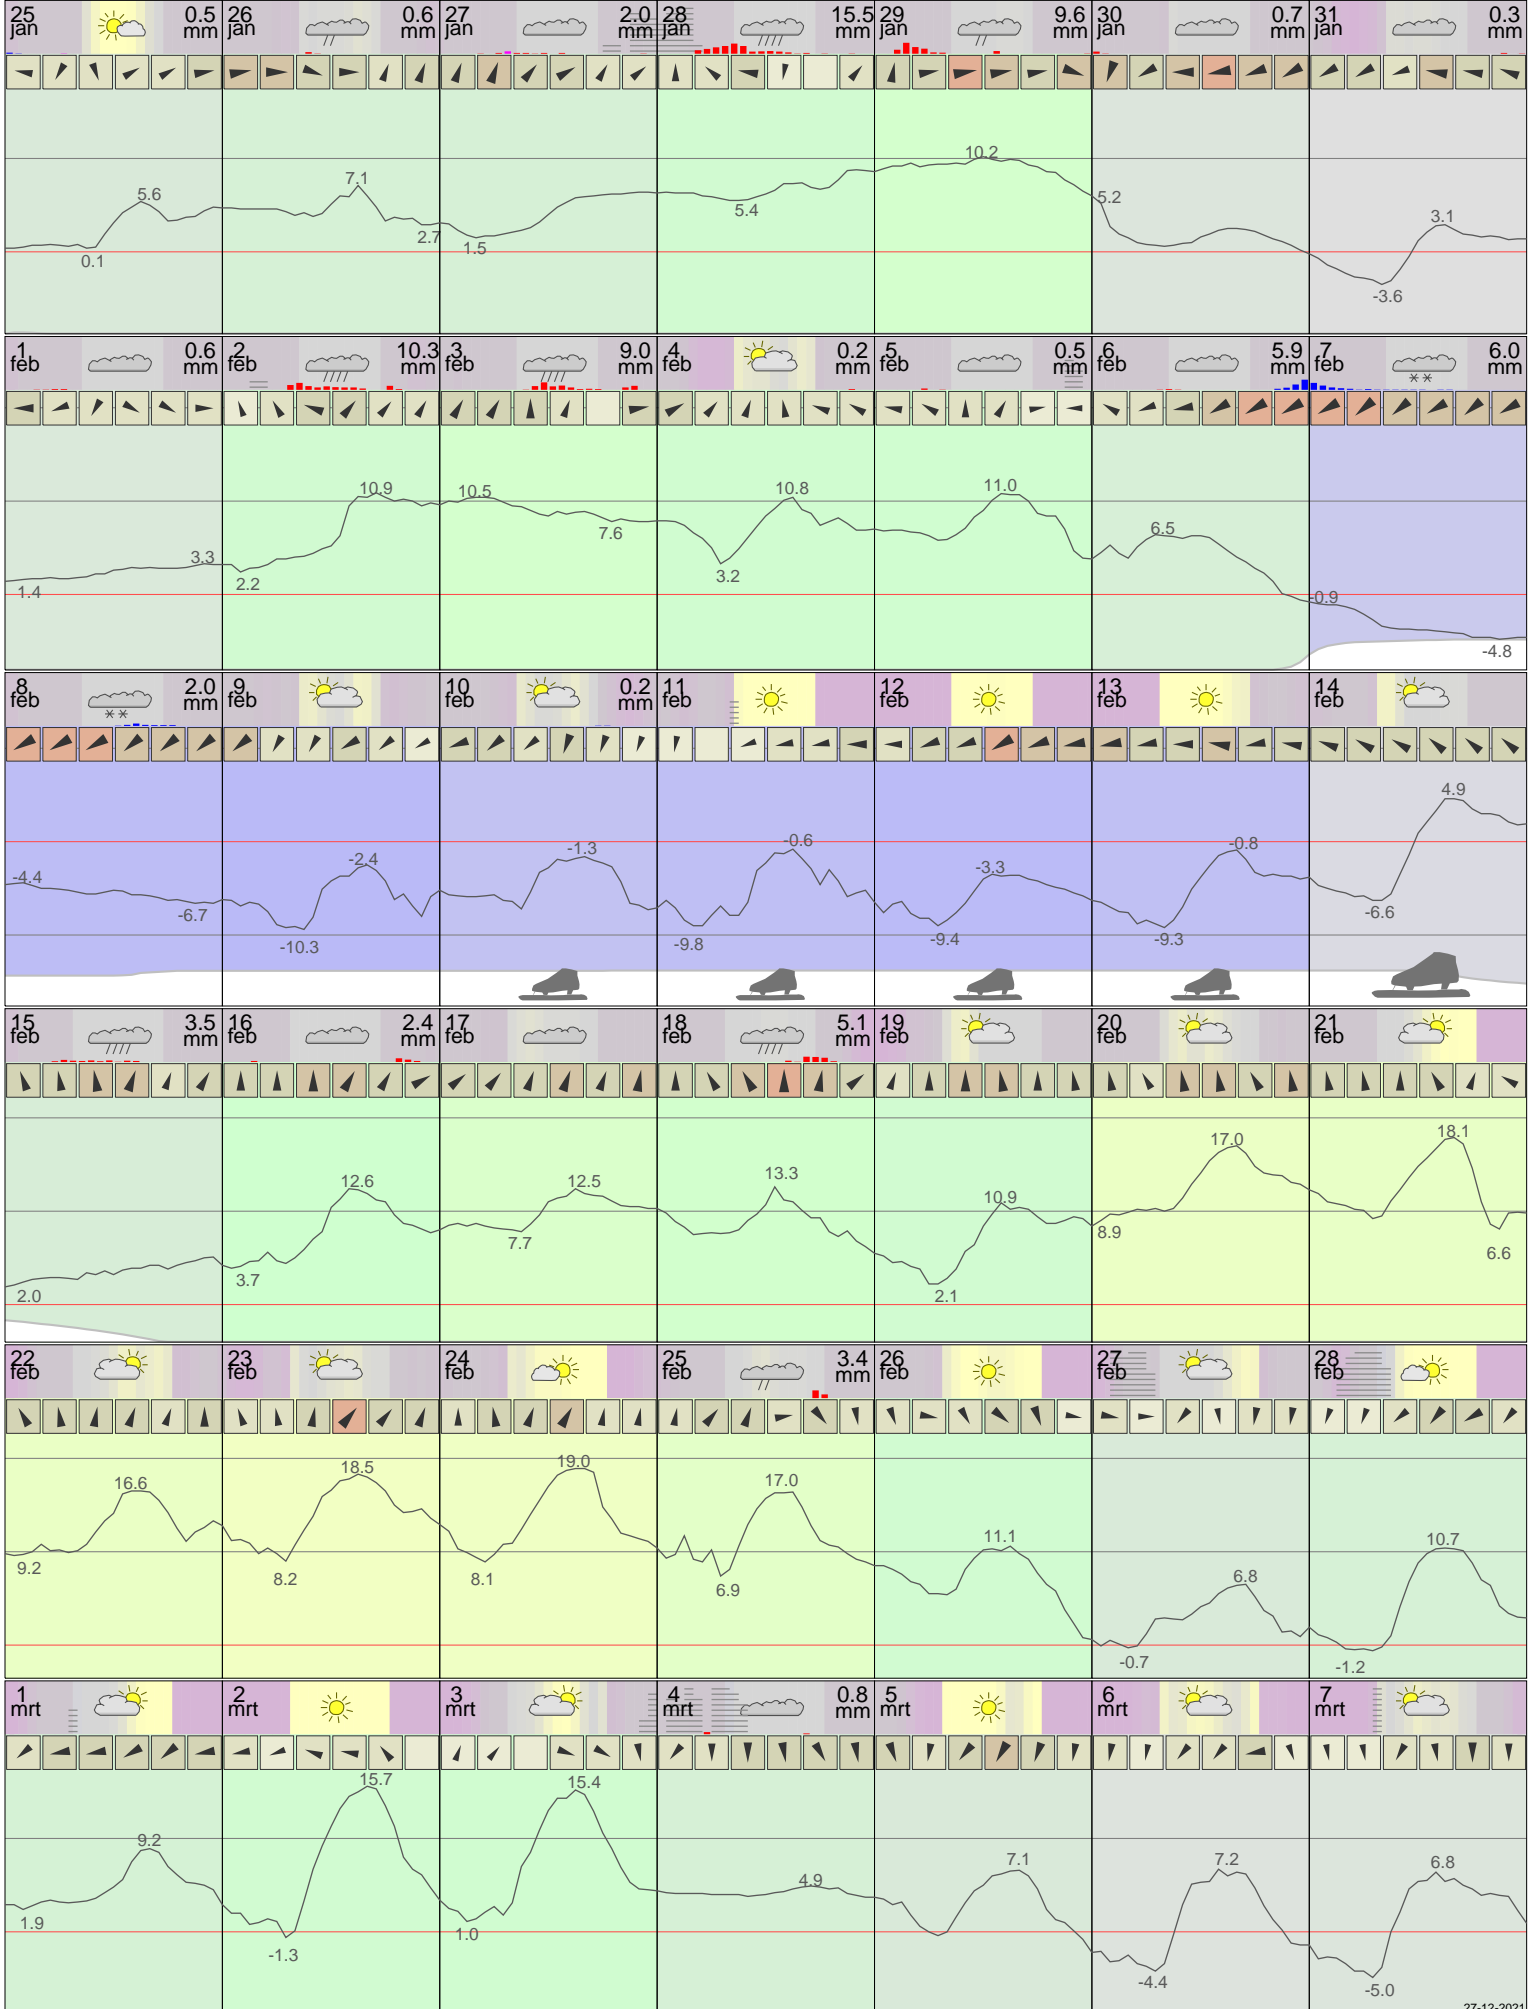 25 jan 0.5 mm
26 jan 0.6 mm
27 jan 2.0 mm
28 jan 15.5 mm
29 jan 9.6 mm
30 jan 0.7 mm
31 jan 0.3 mm
5.6 0.1 7.1 2.7 1.5 5.4 10.2 5.2 3.1 -3.6
1 feb 0.6 mm
2 feb 10.3 mm
3 feb 9.0 mm
4 feb 0.2 mm
5 feb 0.5 mm
6 feb 5.9 mm
7 feb 6.0 mm
1.4 3.3 2.2 10.9 10.5 7.6 3.2 10.8 11.0 6.5 -0.9 -4.8
8 feb 2.0 mm
9 feb
10 feb 0.2 mm
11 feb
12 feb
13 feb
14 feb
-4.4 -6.7 -10.3 -2.4 -1.3 -9.8 -0.6 -9.4 -3.3 -9.3 -0.8 -6.6 4.9
15 feb 3.5 mm
16 feb 2.4 mm
17 feb
18 feb 5.1 mm
19 feb
20 feb
21 feb
2.0 3.7 12.6 7.7 12.5 13.3 2.1 10.9 8.9 17.0 18.1 6.6
22 feb
23 feb
24 feb
25 feb 3.4 mm
26 feb
27 feb
28 feb
9.2 16.6 8.2 18.5 8.1 19.0 6.9 17.0 11.1 -0.7 6.8 -1.2 10.7
1 mrt
2 mrt
3 mrt
4 mrt 0.8 mm
5 mrt
6 mrt
7 mrt
1.9 9.2 -1.3 15.7 1.0 15.4 4.9 7.1 -4.4 7.2 -5.0 6.8
27-12-2021